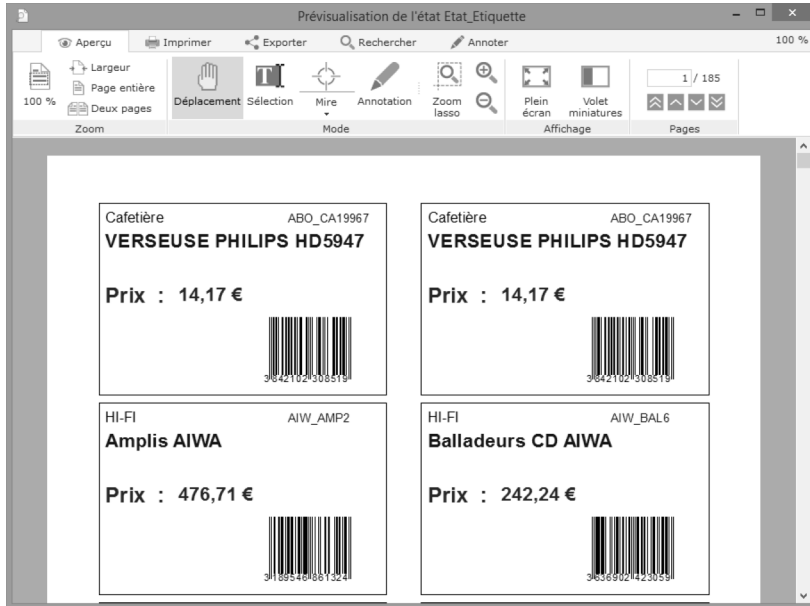 Prévisualisation de l'état Etat_Etiquette
Aperçu Imprimer Exporter Rechercher Annoter 100 %
100 %
Largeur
Page entière
Deux pages
Zoom
Déplacement Sélection Mire Annotation Zoom lasso
Mode
Plein écran Volet miniatures
Affichage
1 / 185
Pages
Cafetière ABO_CA19967
VERSEUSE PHILIPS HD5947
Prix : 14,17 €
3 642102 308519
Cafetière ABO_CA19967
VERSEUSE PHILIPS HD5947
Prix : 14,17 €
3 642102 308519
HI-FI AIW_AMP2
Amplis AIWA
Prix : 476,71 €
3 189546 861324
HI-FI AIW_BAL6
Balladeurs CD AIWA
Prix : 242,24 €
3 636902 423059